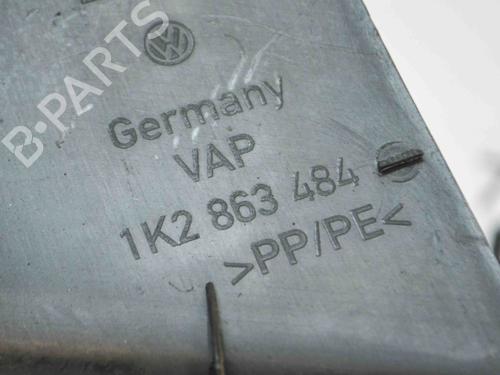 B-PARTS
Germany
VAP
1K2 863 484
>PP/PE<